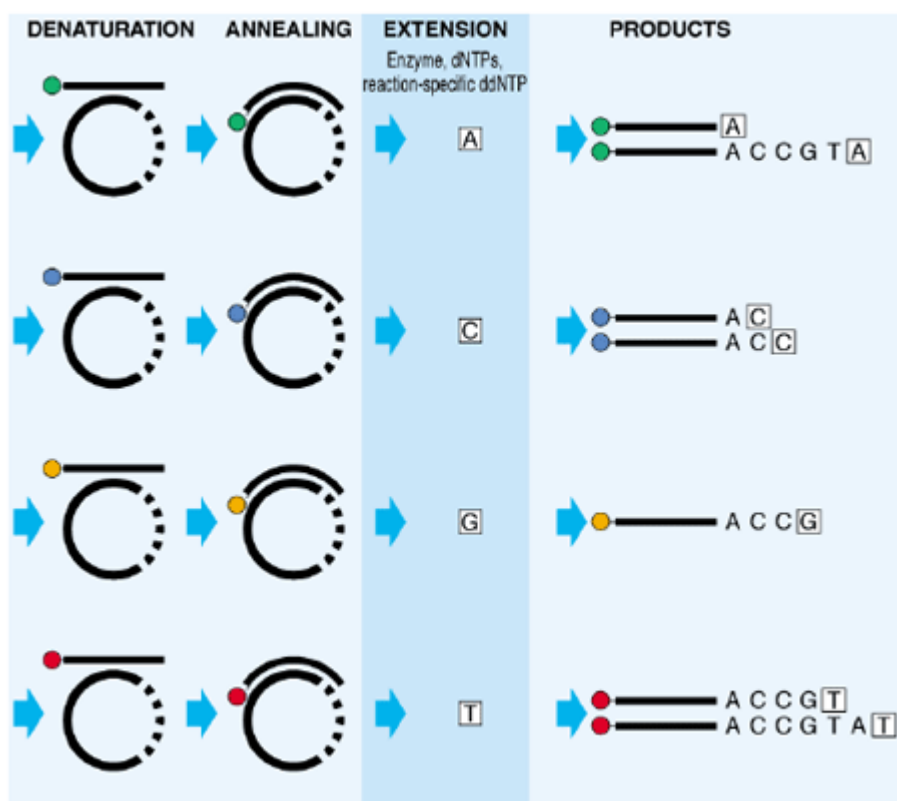 DENATURATION ANNEALING EXTENSION PRODUCTS
Enzyme, dNTPs,
reaction-specific ddNTP
A
A
A C C G T A
C
A C
A C C
G
A C C G
T
A C C G T
A C C G T A T